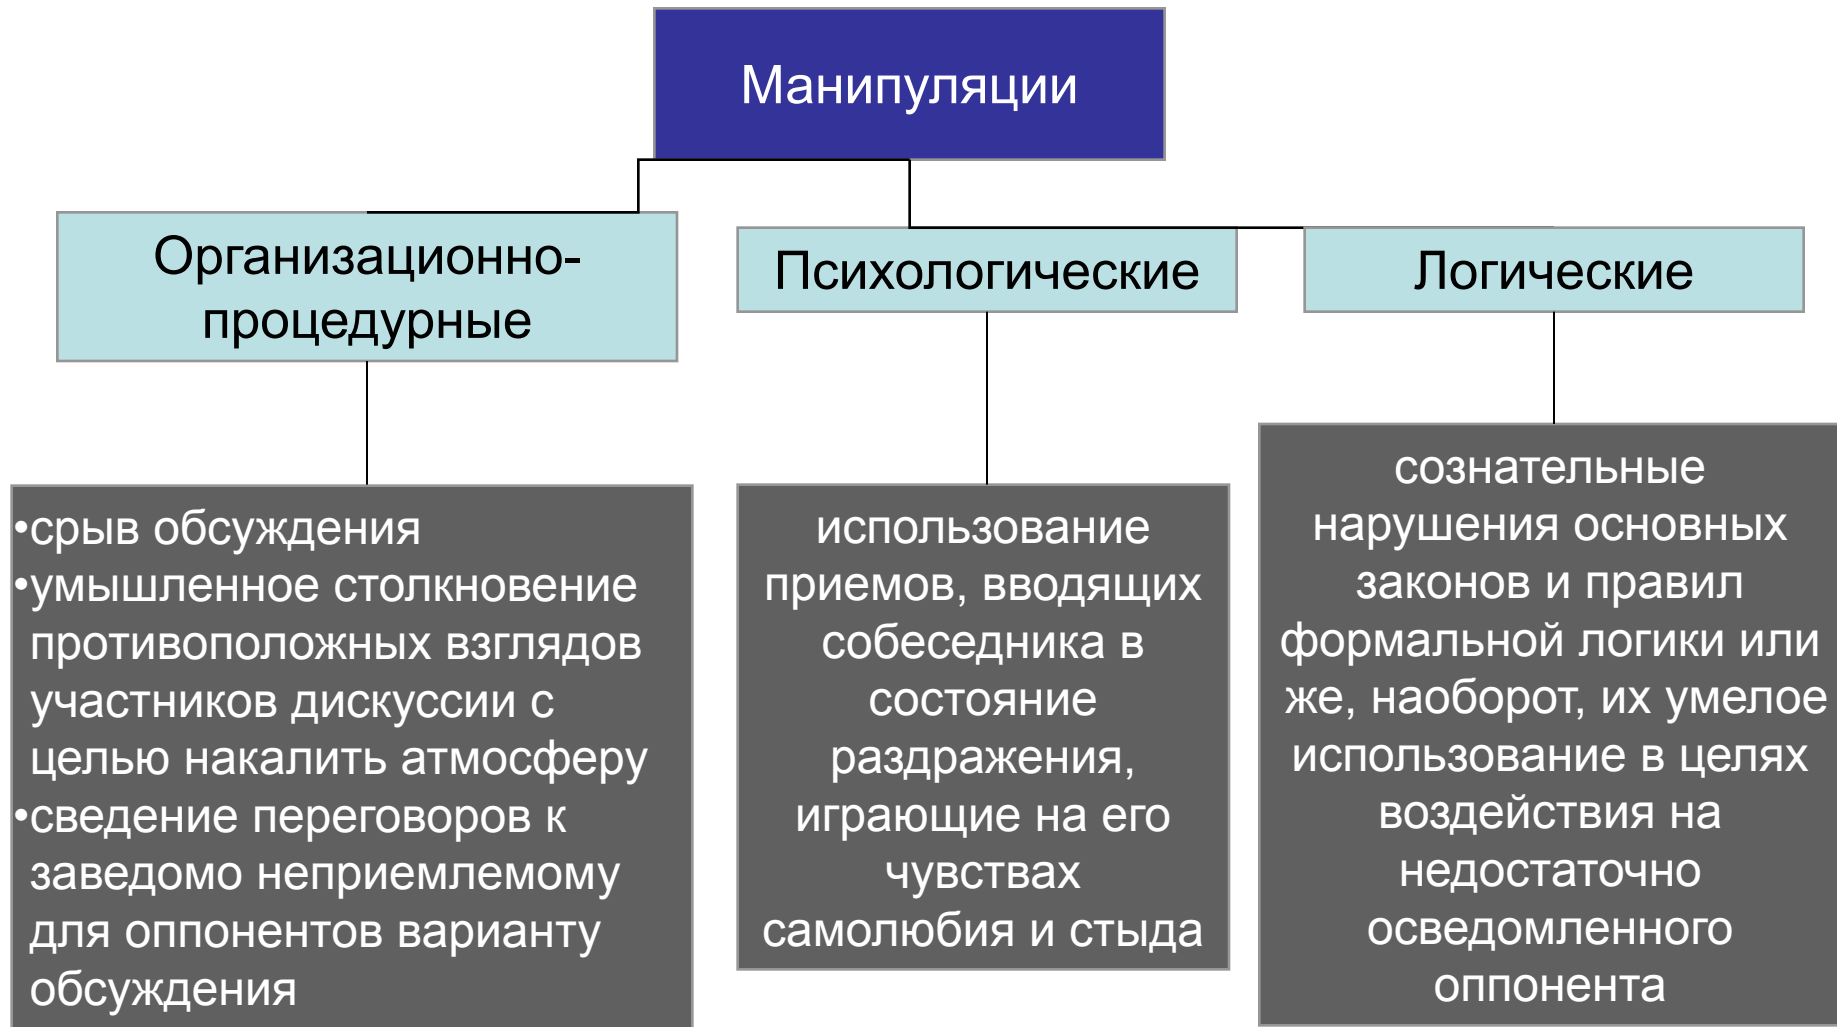 Манипуляции
Организационно-
процедурные
Психологические
Логические
•срыв обсуждения
•умышленное столкновение
противоположных взглядов
участников дискуссии с
целью накалить атмосферу
•сведение переговоров к
заведомо неприемлемому
для оппонентов варианту
обсуждения
использование
приемов, вводящих
собеседника в
состояние
раздражения,
играющие на его
чувствах
самолюбия и стыда
сознательные
нарушения основных
законов и правил
формальной логики или
же, наоборот, их умелое
использование в целях
воздействия на
недостаточно
осведомленного
оппонента